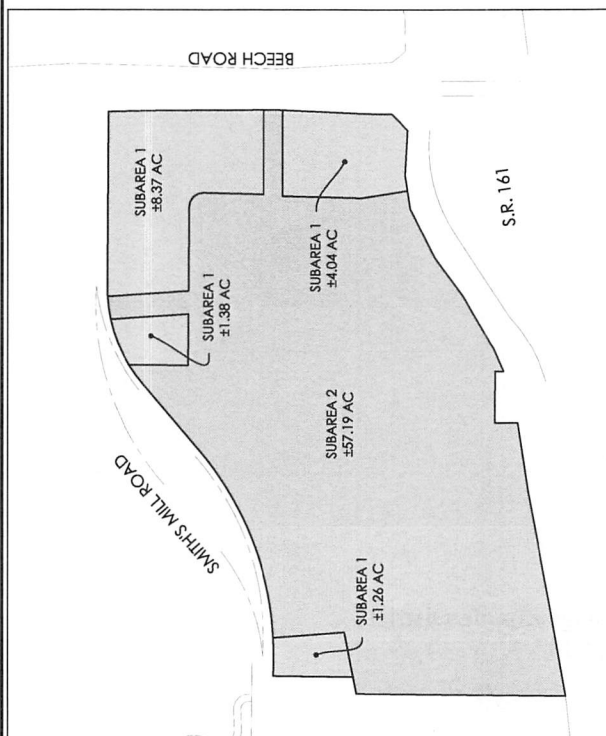 BEECH ROAD
SUBAREA 1
±8.37 AC
SUBAREA 1
±4.04 AC
S.R. 161
SUBAREA 1
±1.38 AC
SMITH'S MILL ROAD
SUBAREA 2
±57.19 AC
SUBAREA 1
±1.26 AC